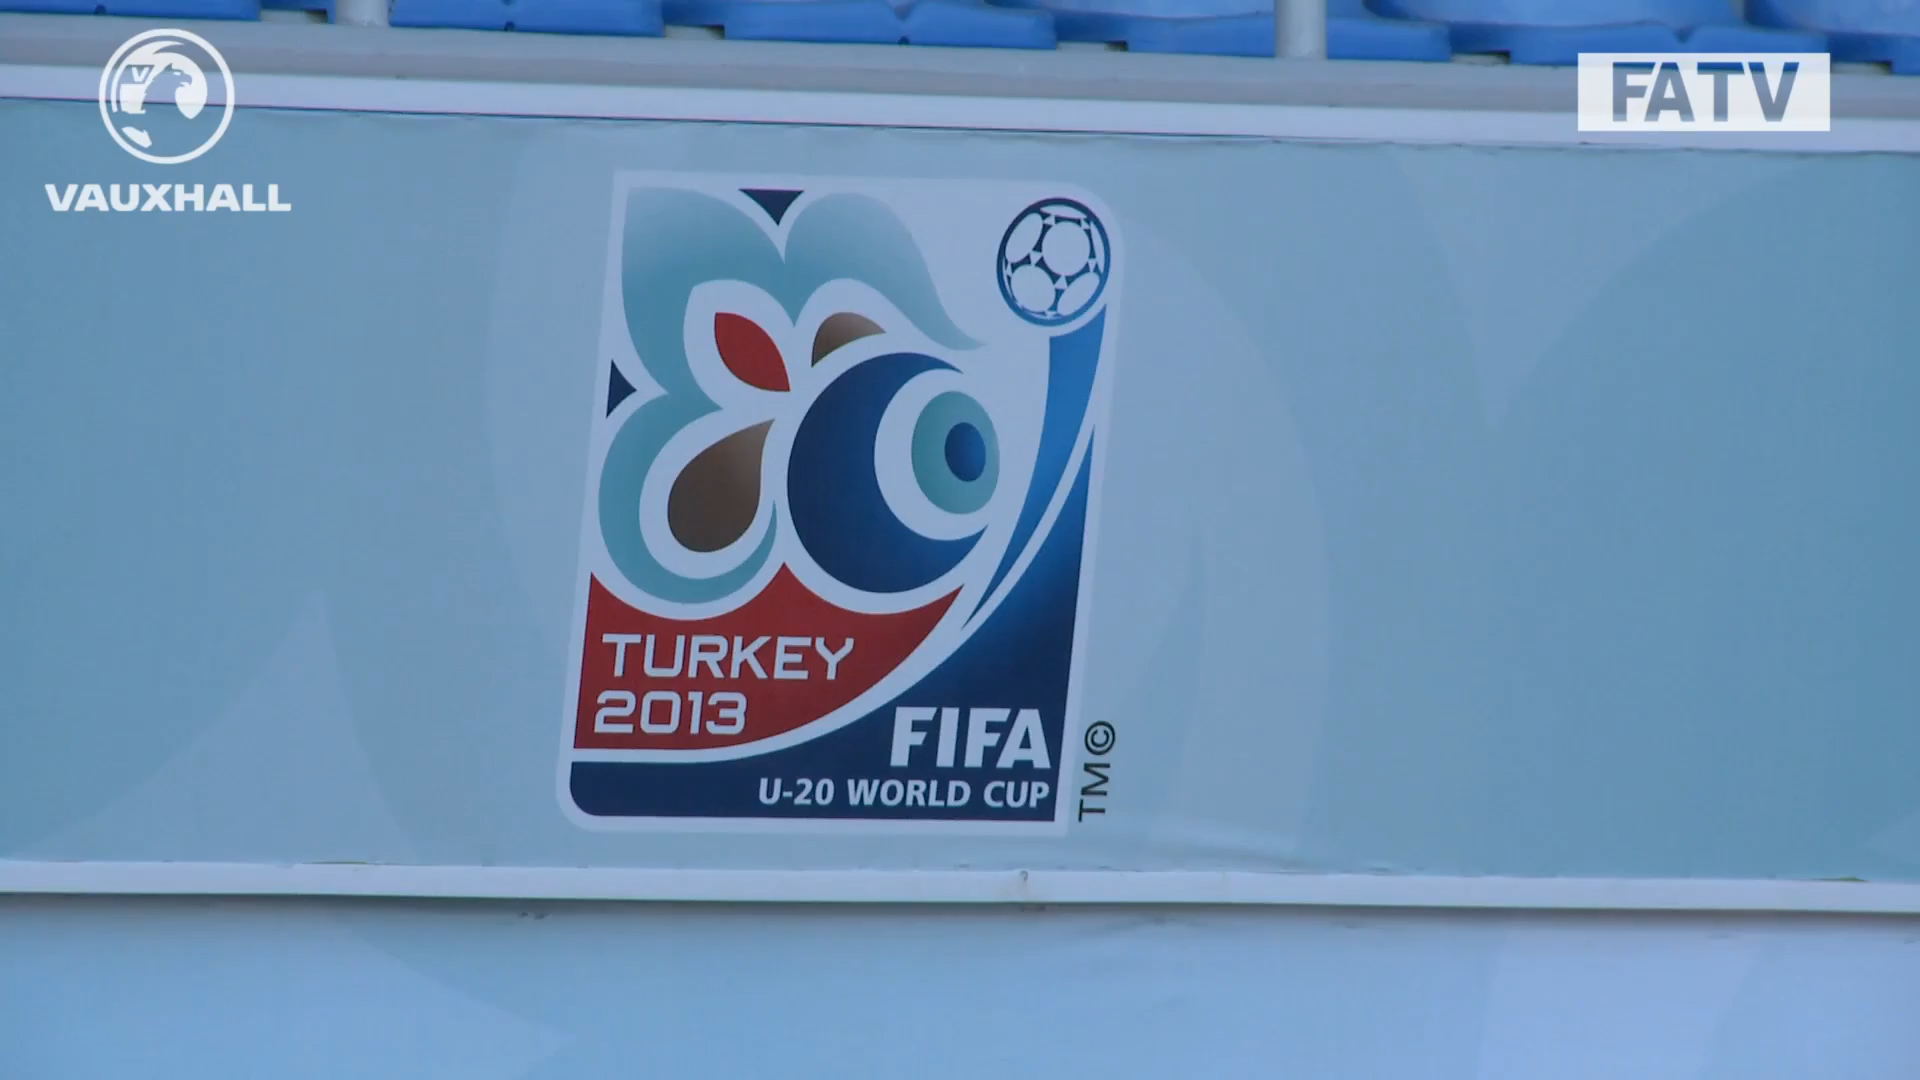 VAUXHALL
FATV
TURKEY
2013
FIFA
U-20 WORLD CUP
TM©